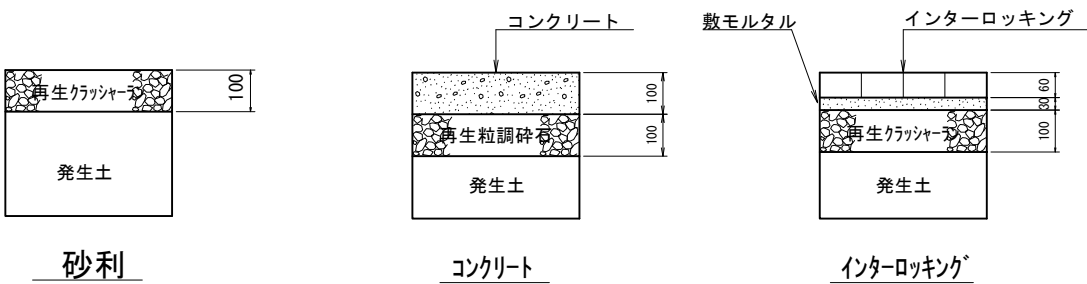 コンクリート
敷モルタル
インターロッキング
再生クラッシャーラン
100
発生土
砂利
100
再生粒調砕石
100
発生土
コンクリート
60
30
再生クラッシャーラン
100
発生土
インターロッキング